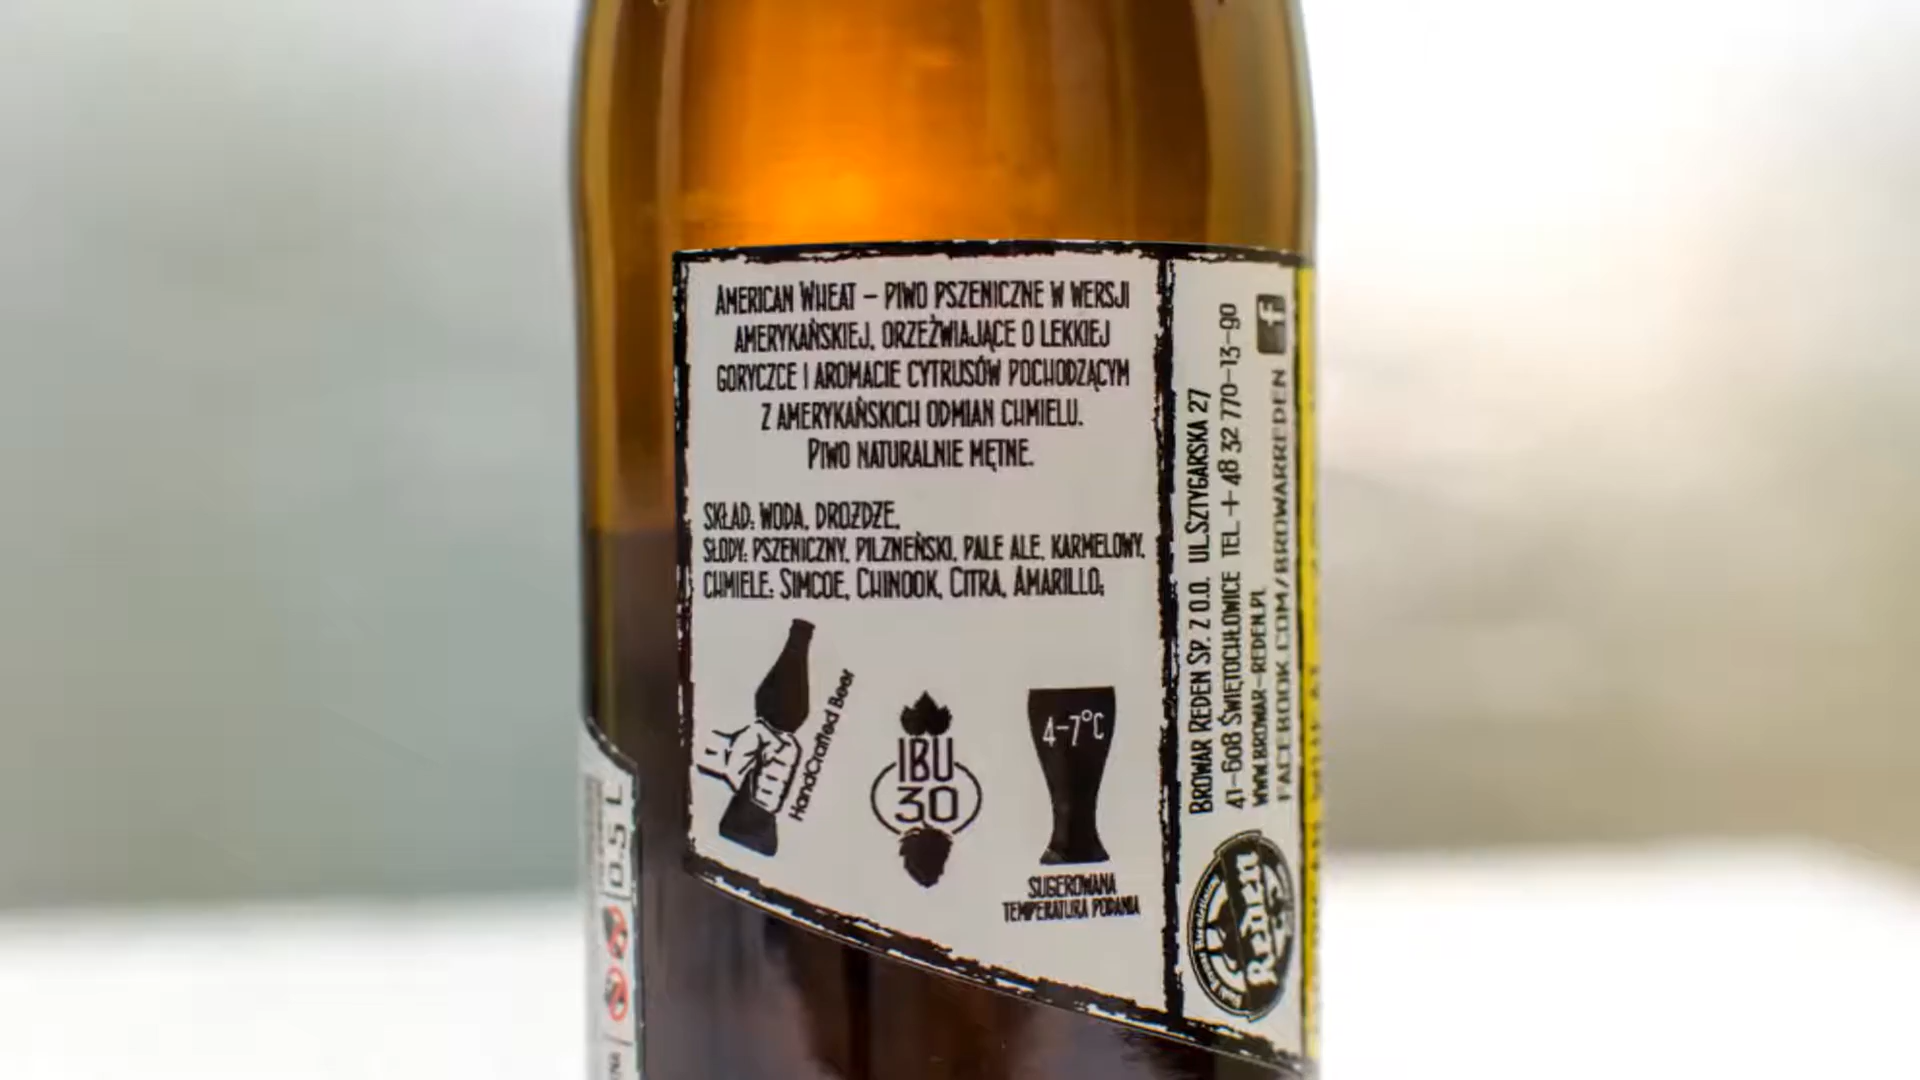 AMERICAN WHEAT – PIWO PSZENICZNE W WERSJI
AMERYKAŃSKIEJ, ORZEŹWIAJĄCE O LEKKIEJ
GORYCZCE I AROMACIE CYTRUSÓW POCHODZĄCYM
Z AMERYKAŃSKICH ODMIAN CHMIELU.
PIWO NATURALNIE MĘTNE.
SKŁAD: WODA, DROŻDŻE,
SŁODY: PSZENICZNY, PILZNEŃSKI, PALE ALE, KARMELOWY,
CHMIELE: SIMCOE, CHINOOK, CITRA, AMARILLO;
HandCrafted Beer
IBU
30
4-7°C
SUGEROWANA
TEMPERATURA PODANIA
BROWAR REDEN SP. Z O.O. UL.SZTYGARSKA 27
41-608 ŚWIĘTOCHŁOWICE TEL. + 48 32 770-13-90
WWW.BROWAR-REDEN.PL
FACEBOOK.COM/BROWARREDEN f
Reden
0.5 L